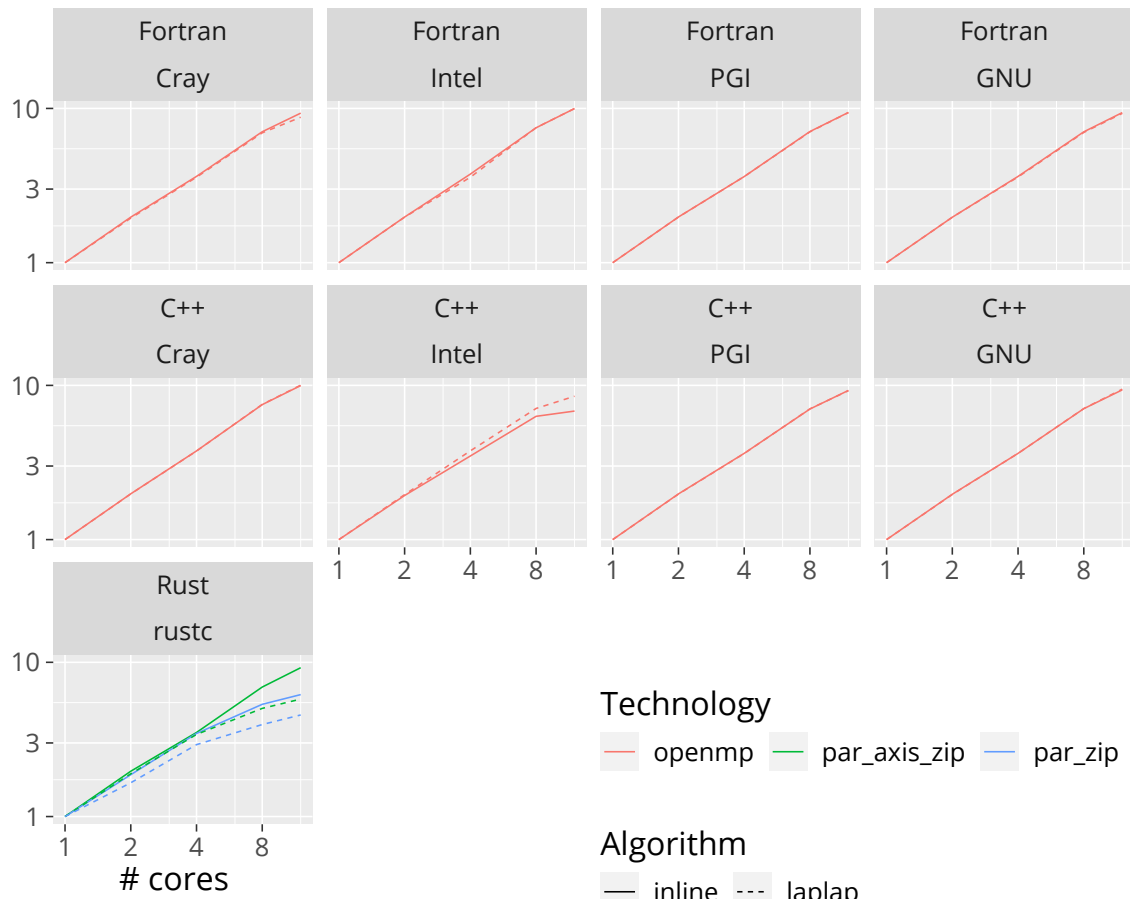 Fortran Fortran Fortran Fortran
Cray Intel PGI GNU
10
3
1
C++ C++ C++ C++
Cray Intel PGI GNU
10
3
1
1 2 4 8 1 2 4 8 1 2 4 8
Rust
rustc
10
3
1
1 2 4 8
# cores
Technology
openmp par_axis_zip par_zip
Algorithm
inline laplap